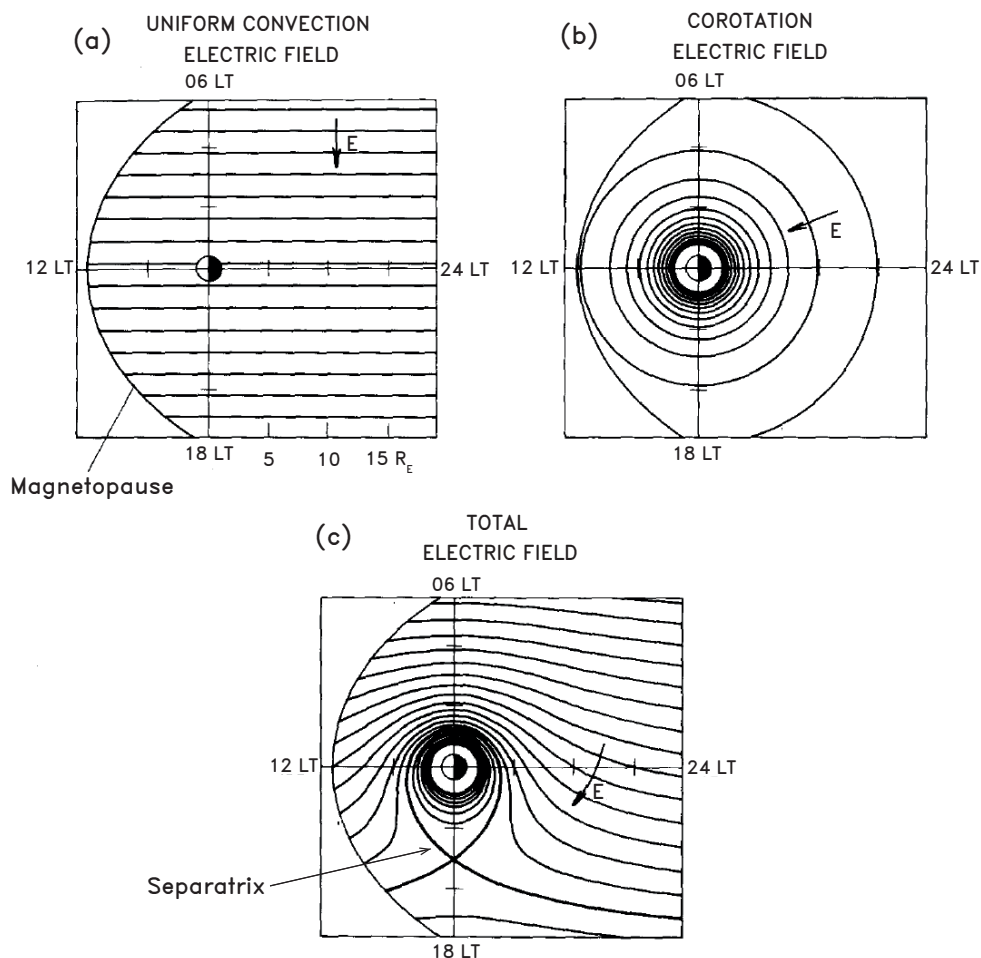 (a)
UNIFORM CONVECTION
ELECTRIC FIELD
06 LT
E
12 LT
24 LT
18 LT
5
10
15 R_E
Magnetopause
(b)
COROTATION
ELECTRIC FIELD
06 LT
E
12 LT
24 LT
18 LT
(c)
TOTAL
ELECTRIC FIELD
06 LT
12 LT
24 LT
E
Separatrix
18 LT